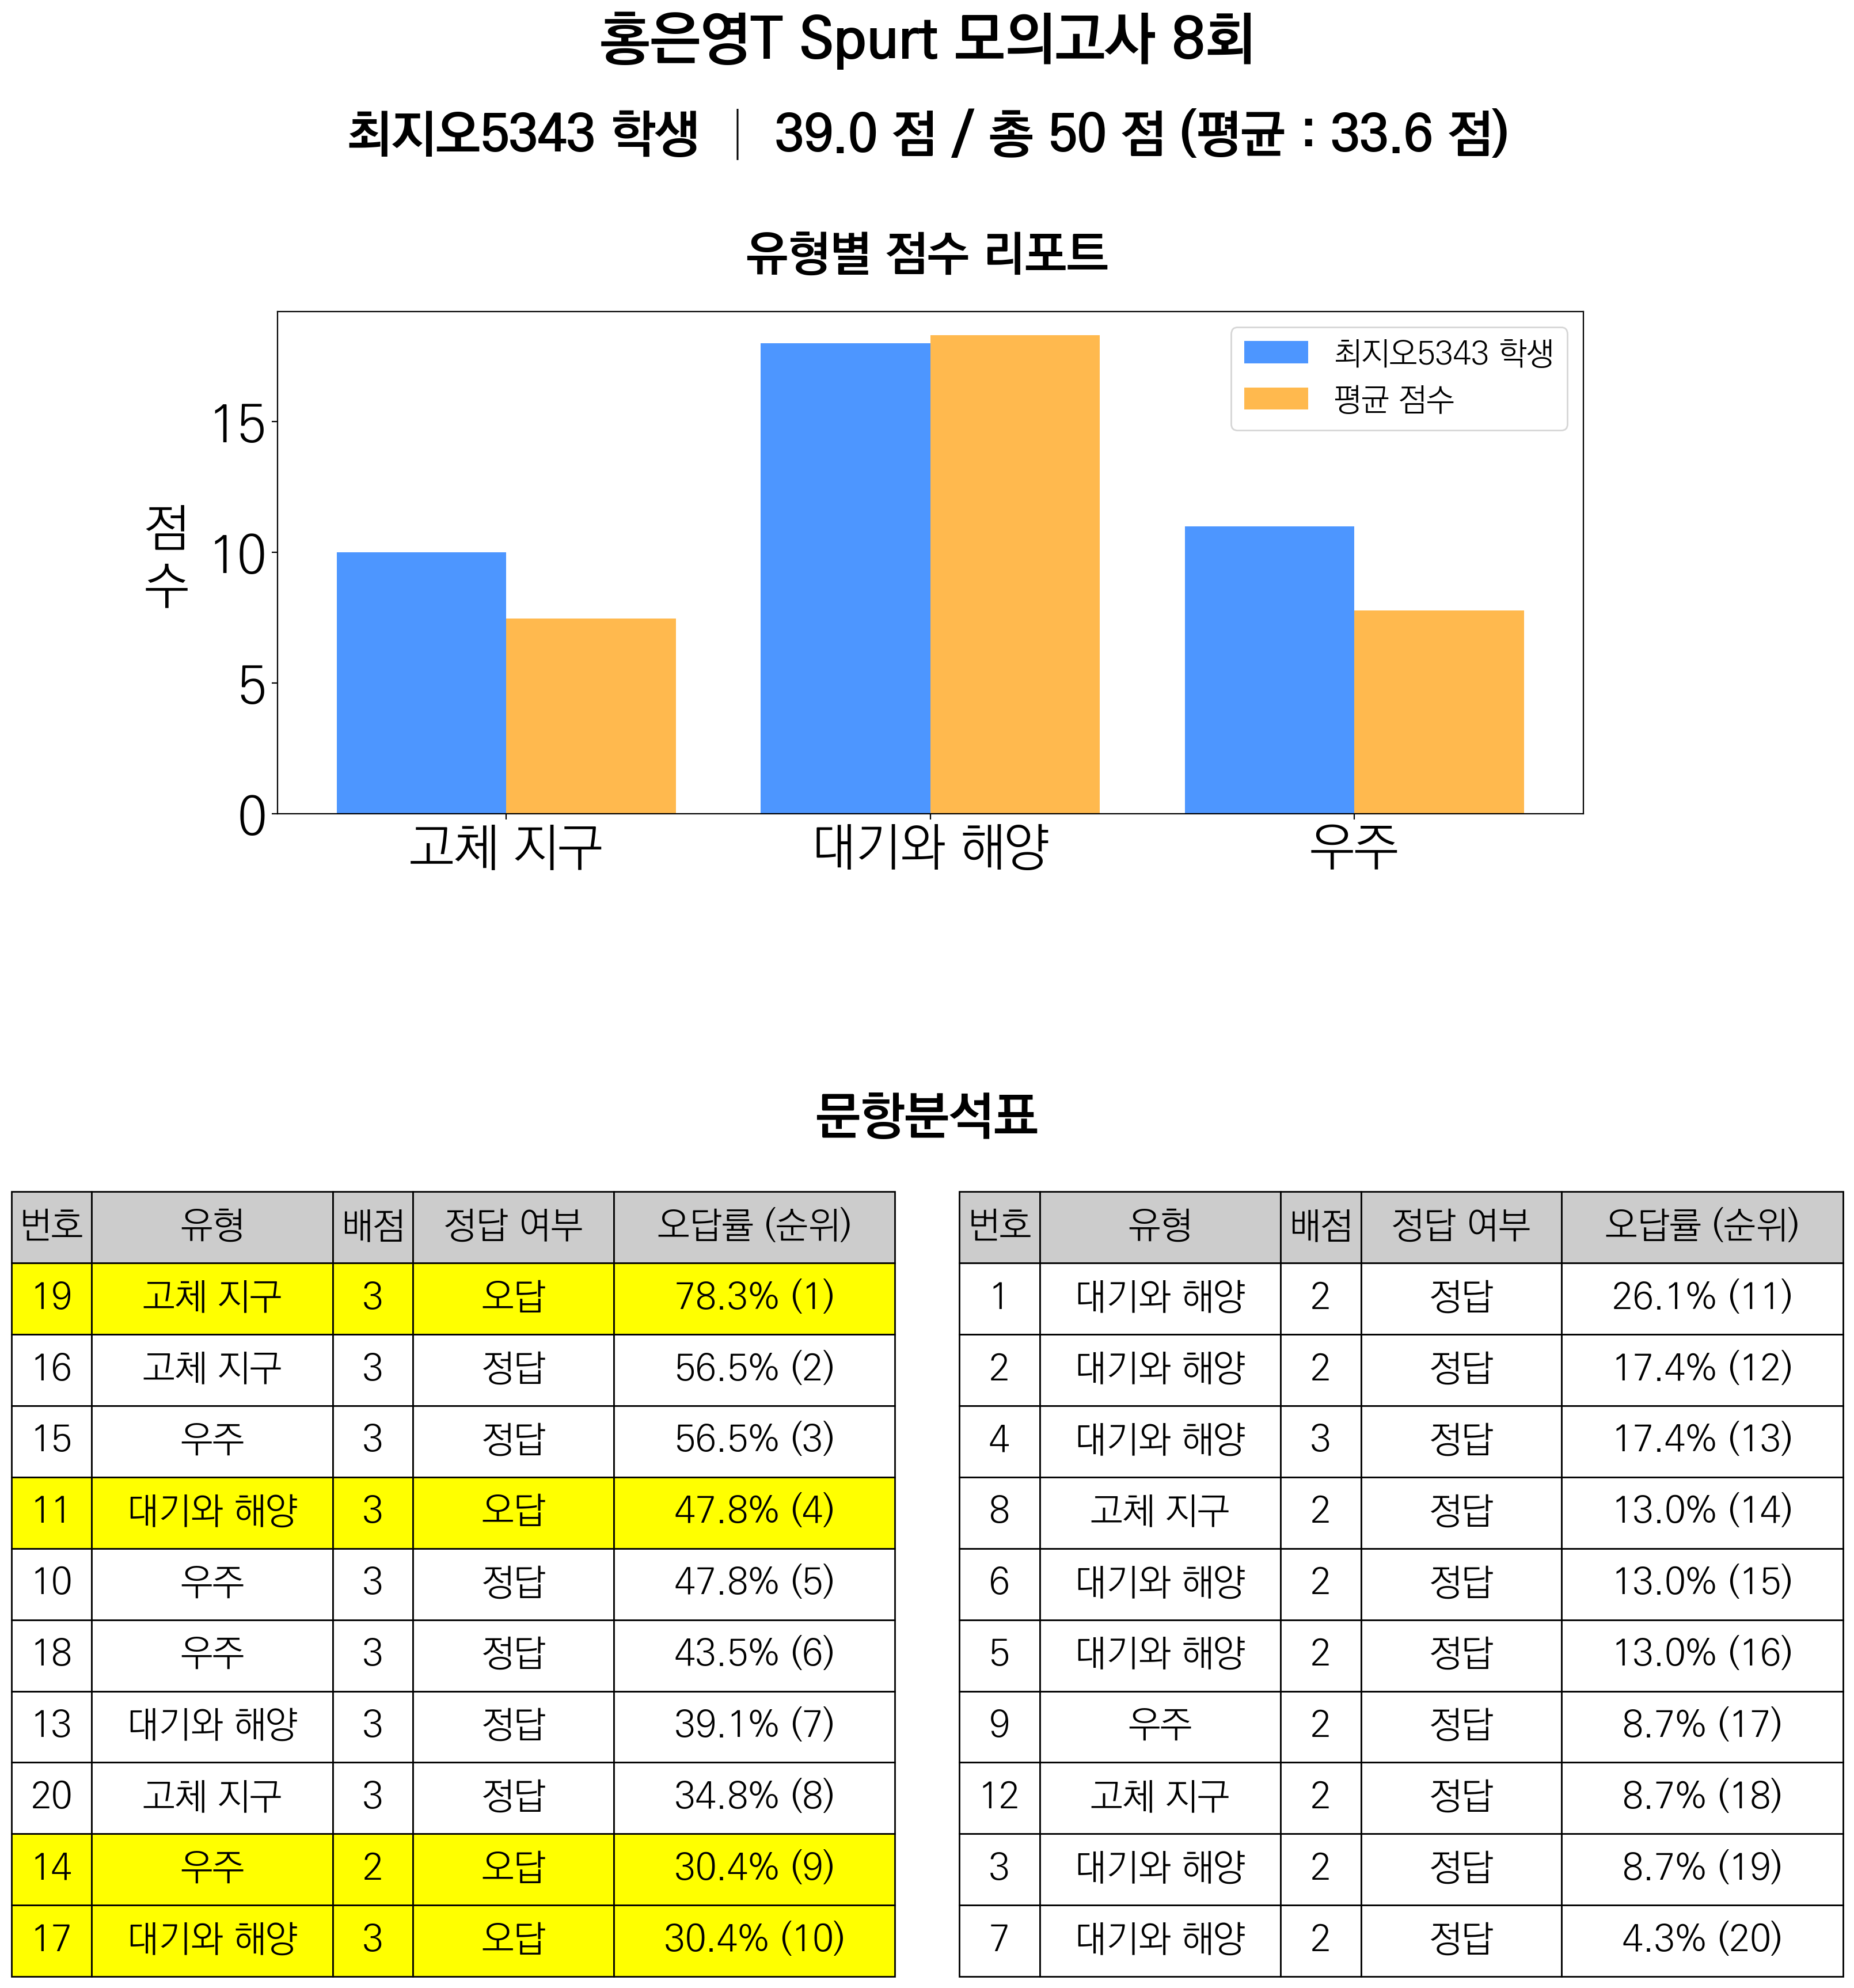 홍은영T Spurt 모의고사 8회
최지오5343 학생 | 39.0 점 / 총 50 점 (평균 : 33.6 점)
유형별 점수 리포트
최지오5343 학생
평균 점수
점
수
15
10
5
0
고체 지구 대기와 해양 우주
문항분석표
번호 유형 배점 정답 여부 오답률 (순위)
19 고체 지구 3 오답 78.3% (1)
16 고체 지구 3 정답 56.5% (2)
15 우주 3 정답 56.5% (3)
11 대기와 해양 3 오답 47.8% (4)
10 우주 3 정답 47.8% (5)
18 우주 3 정답 43.5% (6)
13 대기와 해양 3 정답 39.1% (7)
20 고체 지구 3 정답 34.8% (8)
14 우주 2 오답 30.4% (9)
17 대기와 해양 3 오답 30.4% (10)
번호 유형 배점 정답 여부 오답률 (순위)
1 대기와 해양 2 정답 26.1% (11)
2 대기와 해양 2 정답 17.4% (12)
4 대기와 해양 3 정답 17.4% (13)
8 고체 지구 2 정답 13.0% (14)
6 대기와 해양 2 정답 13.0% (15)
5 대기와 해양 2 정답 13.0% (16)
9 우주 2 정답 8.7% (17)
12 고체 지구 2 정답 8.7% (18)
3 대기와 해양 2 정답 8.7% (19)
7 대기와 해양 2 정답 4.3% (20)